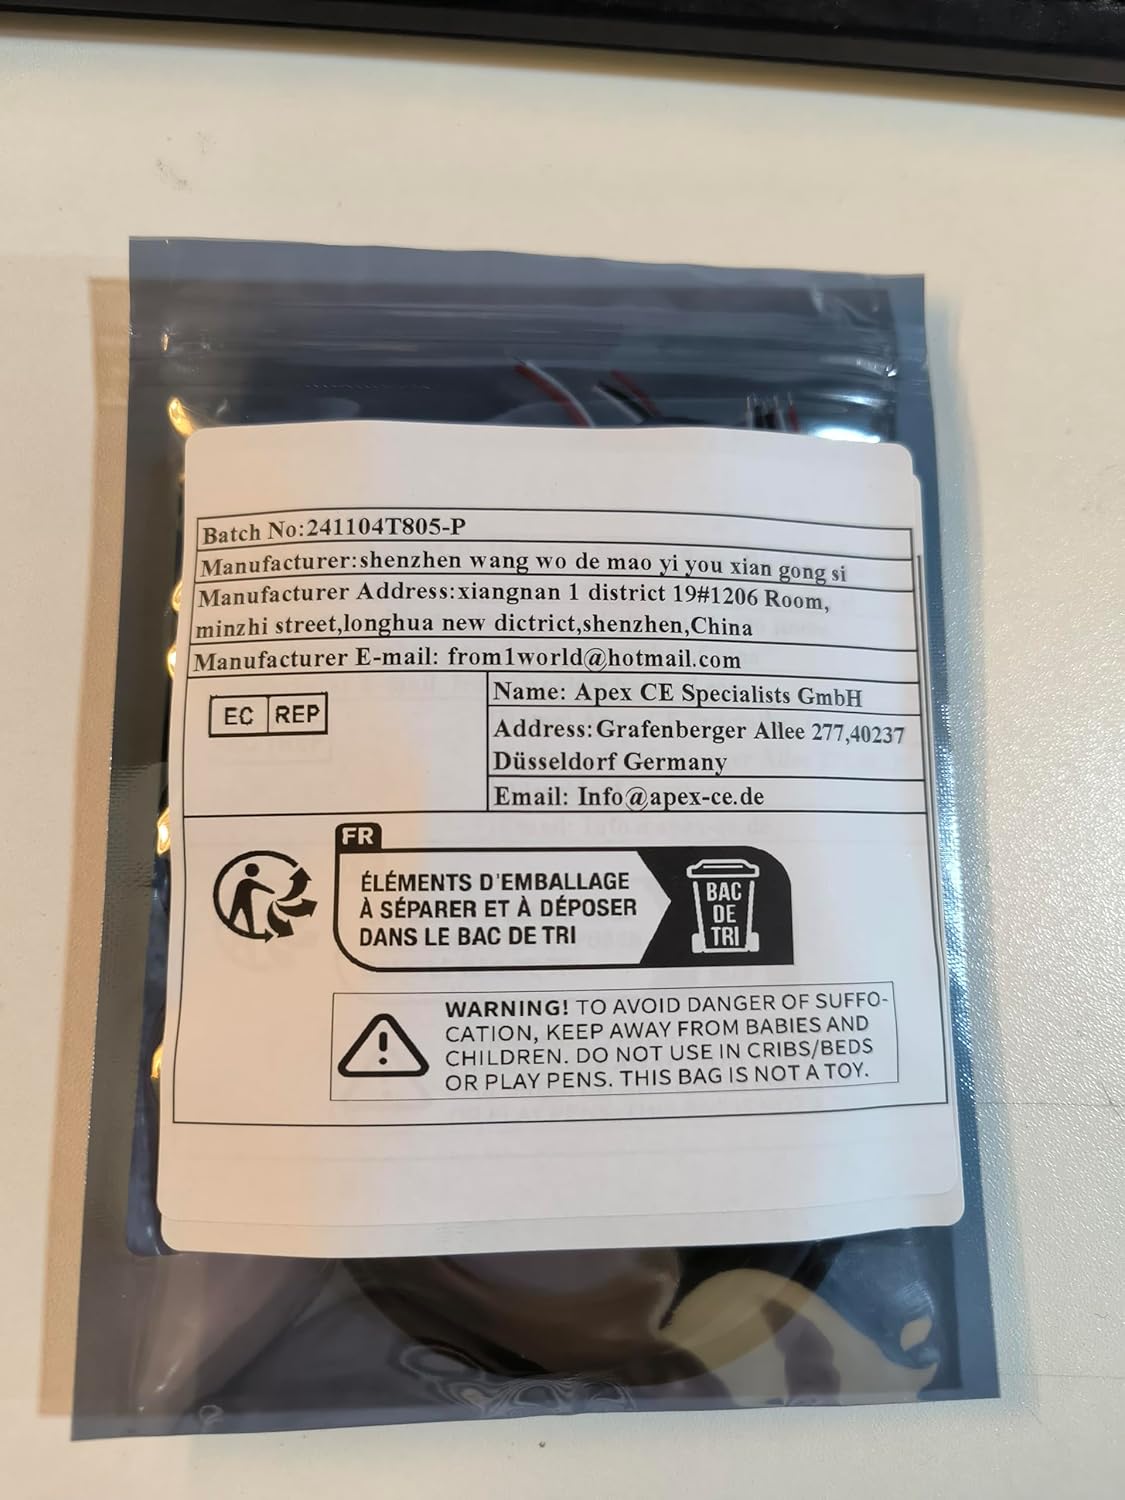 Batch No:241104T805-P
Manufacturer:shenzhen wang wo de mao yi you xian gong si
Manufacturer Address:xiangnan 1 district 19#1206 Room,
minzhi street,longhua new dictrict,shenzhen,China
Manufacturer E-mail: from1world@hotmail.com
EC REP
Name: Apex CE Specialists GmbH
Address:Grafenberger Allee 277,40237
Düsseldorf Germany
Email: Info@apex-ce.de
FR
ÉLÉMENTS D'EMBALLAGE
À SÉPARER ET À DÉPOSER
DANS LE BAC DE TRI
BAC
DE
TRI
WARNING! TO AVOID DANGER OF SUFFO-
CATION, KEEP AWAY FROM BABIES AND
CHILDREN. DO NOT USE IN CRIBS/BEDS
OR PLAY PENS. THIS BAG IS NOT A TOY.